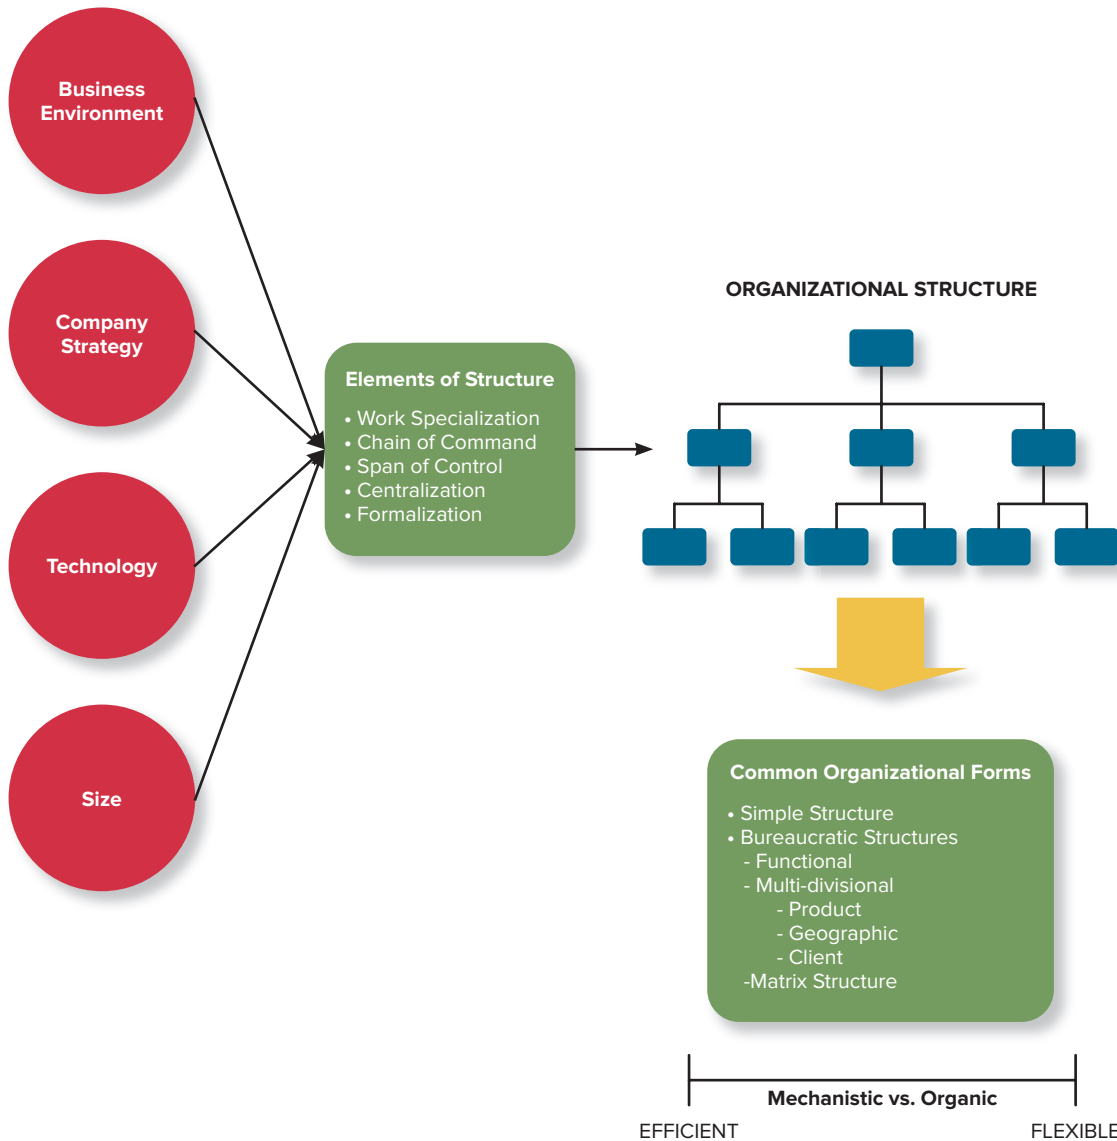 Business
Environment
Company
Strategy
Technology
Size
Elements of Structure
• Work Specialization
• Chain of Command
• Span of Control
• Centralization
• Formalization
ORGANIZATIONAL STRUCTURE
Common Organizational Forms
• Simple Structure
• Bureaucratic Structures
- Functional
- Multi-divisional
- Product
- Geographic
- Client
-Matrix Structure
Mechanistic vs. Organic
EFFICIENT
FLEXIBLE